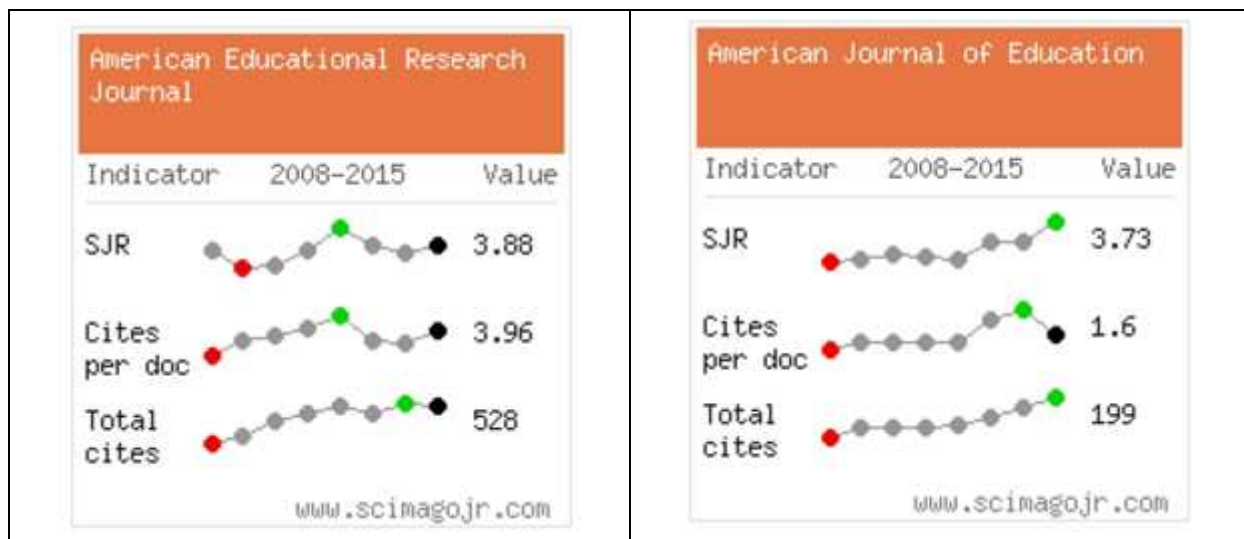 American Educational Research
Journal
Indicator 2008-2015 Value
SJR 3.88
Cites
per doc 3.96
Total
cites 528
www.scimagojr.com
American Journal of Education
Indicator 2008-2015 Value
SJR 3.73
Cites
per doc 1.6
Total
cites 199
www.scimagojr.com